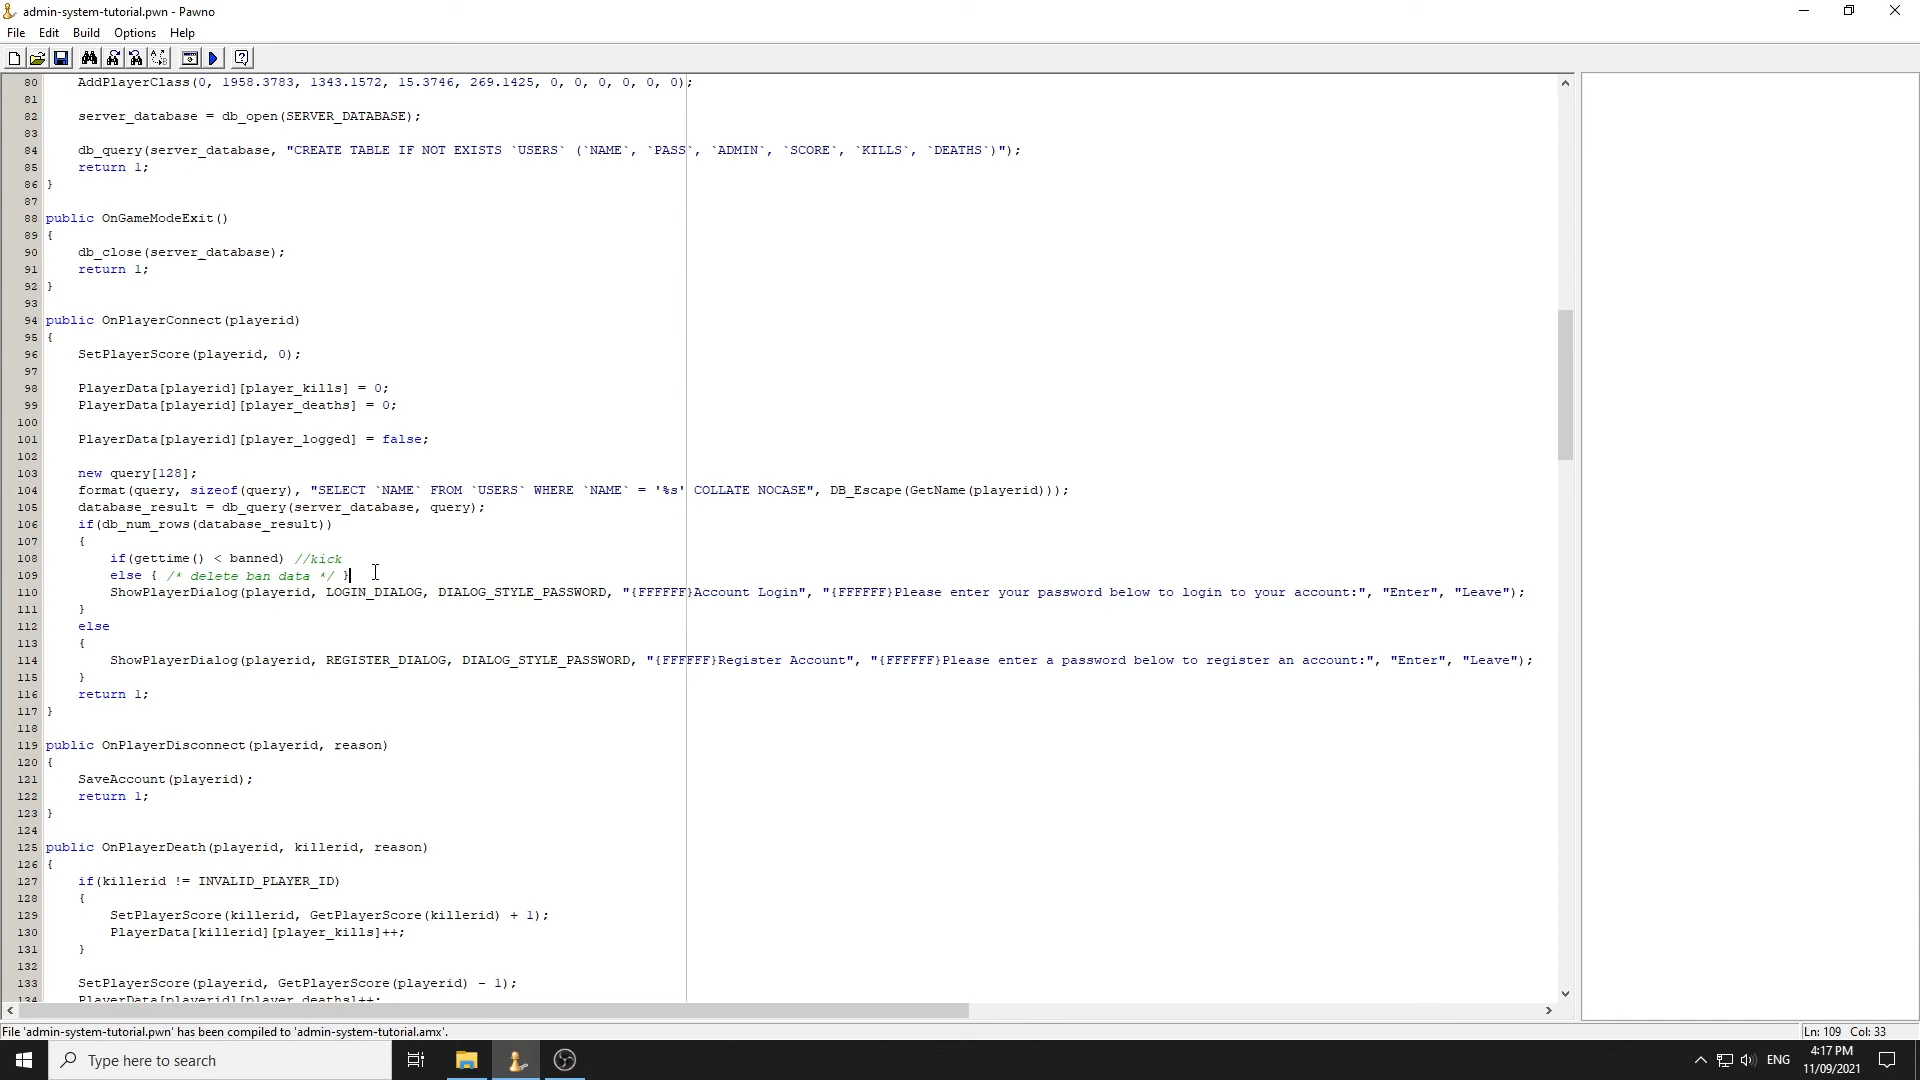 admin-system-tutorial.pwn - Pawno
File Edit Build Options Help
80 AddPlayerClass(0, 1958.3783, 1343.1572, 15.3746, 269.1425, 0, 0, 0, 0, 0, 0);
81
82 server_database = db_open(SERVER_DATABASE);
83
84 db_query(server_database, "CREATE TABLE IF NOT EXISTS `USERS` (`NAME`, `PASS`, `ADMIN`, `SCORE`, `KILLS`, `DEATHS`)");
85 return 1;
86 }
87
88 public OnGameModeExit()
89 {
90 db_close(server_database);
91 return 1;
92 }
93
94 public OnPlayerConnect(playerid)
95 {
96 SetPlayerScore(playerid, 0);
97
98 PlayerData[playerid][player_kills] = 0;
99 PlayerData[playerid][player_deaths] = 0;
100
101 PlayerData[playerid][player_logged] = false;
102
103 new query[128];
104 format(query, sizeof(query), "SELECT `NAME` FROM `USERS` WHERE `NAME` = '%s' COLLATE NOCASE", DB_Escape(GetName(playerid)));
105 database_result = db_query(server_database, query);
106 if(db_num_rows(database_result))
107 {
108 if(gettime() < banned) //kick
109 else { /* delete ban data */ }
110 ShowPlayerDialog(playerid, LOGIN_DIALOG, DIALOG_STYLE_PASSWORD, "{FFFFFF}Account Login", "{FFFFFF}Please enter your password below to login to your account:", "Enter", "Leave");
111 }
112 else
113 {
114 ShowPlayerDialog(playerid, REGISTER_DIALOG, DIALOG_STYLE_PASSWORD, "{FFFFFF}Register Account", "{FFFFFF}Please enter a password below to register an account:", "Enter", "Leave");
115 }
116 return 1;
117 }
118
119 public OnPlayerDisconnect(playerid, reason)
120 {
121 SaveAccount(playerid);
122 return 1;
123 }
124
125 public OnPlayerDeath(playerid, killerid, reason)
126 {
127 if(killerid != INVALID_PLAYER_ID)
128 {
129 SetPlayerScore(killerid, GetPlayerScore(killerid) + 1);
130 PlayerData[killerid][player_kills]++;
131 }
132
133 SetPlayerScore(playerid, GetPlayerScore(playerid) - 1);
134 PlayerData[playerid][player_deaths]++;
File 'admin-system-tutorial.pwn' has been compiled to 'admin-system-tutorial.amx'.
Ln: 109 Col: 33
Type here to search
ENG
4:17 PM
11/09/2021